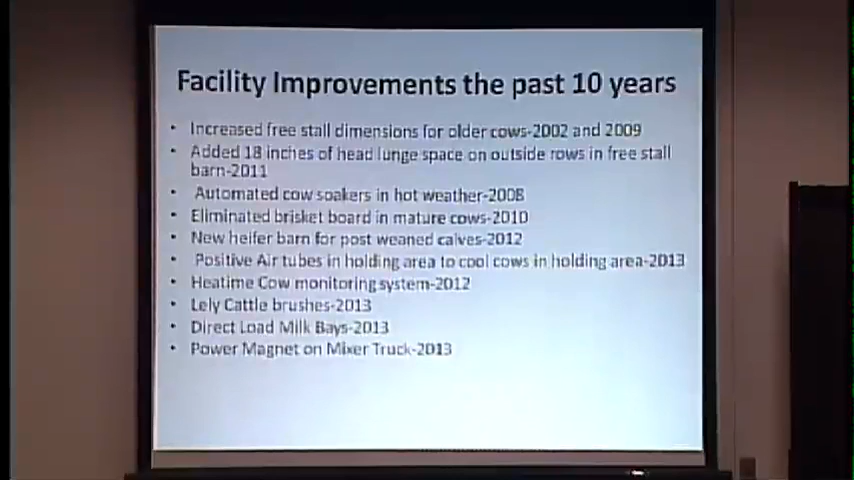 Facility Improvements the past 10 years
• Increased free stall dimensions for older cows-2002 and 2009
• Added 18 inches of head lunge space on outside rows in free stall
barn-2011
• Automated cow soakers in hot weather-2008
• Eliminated brisket board in mature cows-2010
• New heifer barn for post weaned calves-2012
• Positive Air tubes in holding area to cool cows in holding area-2013
• Heatime Cow monitoring system-2012
• Lely Cattle brushes-2013
• Direct Load Milk Bays-2013
• Power Magnet on Mixer Truck-2013